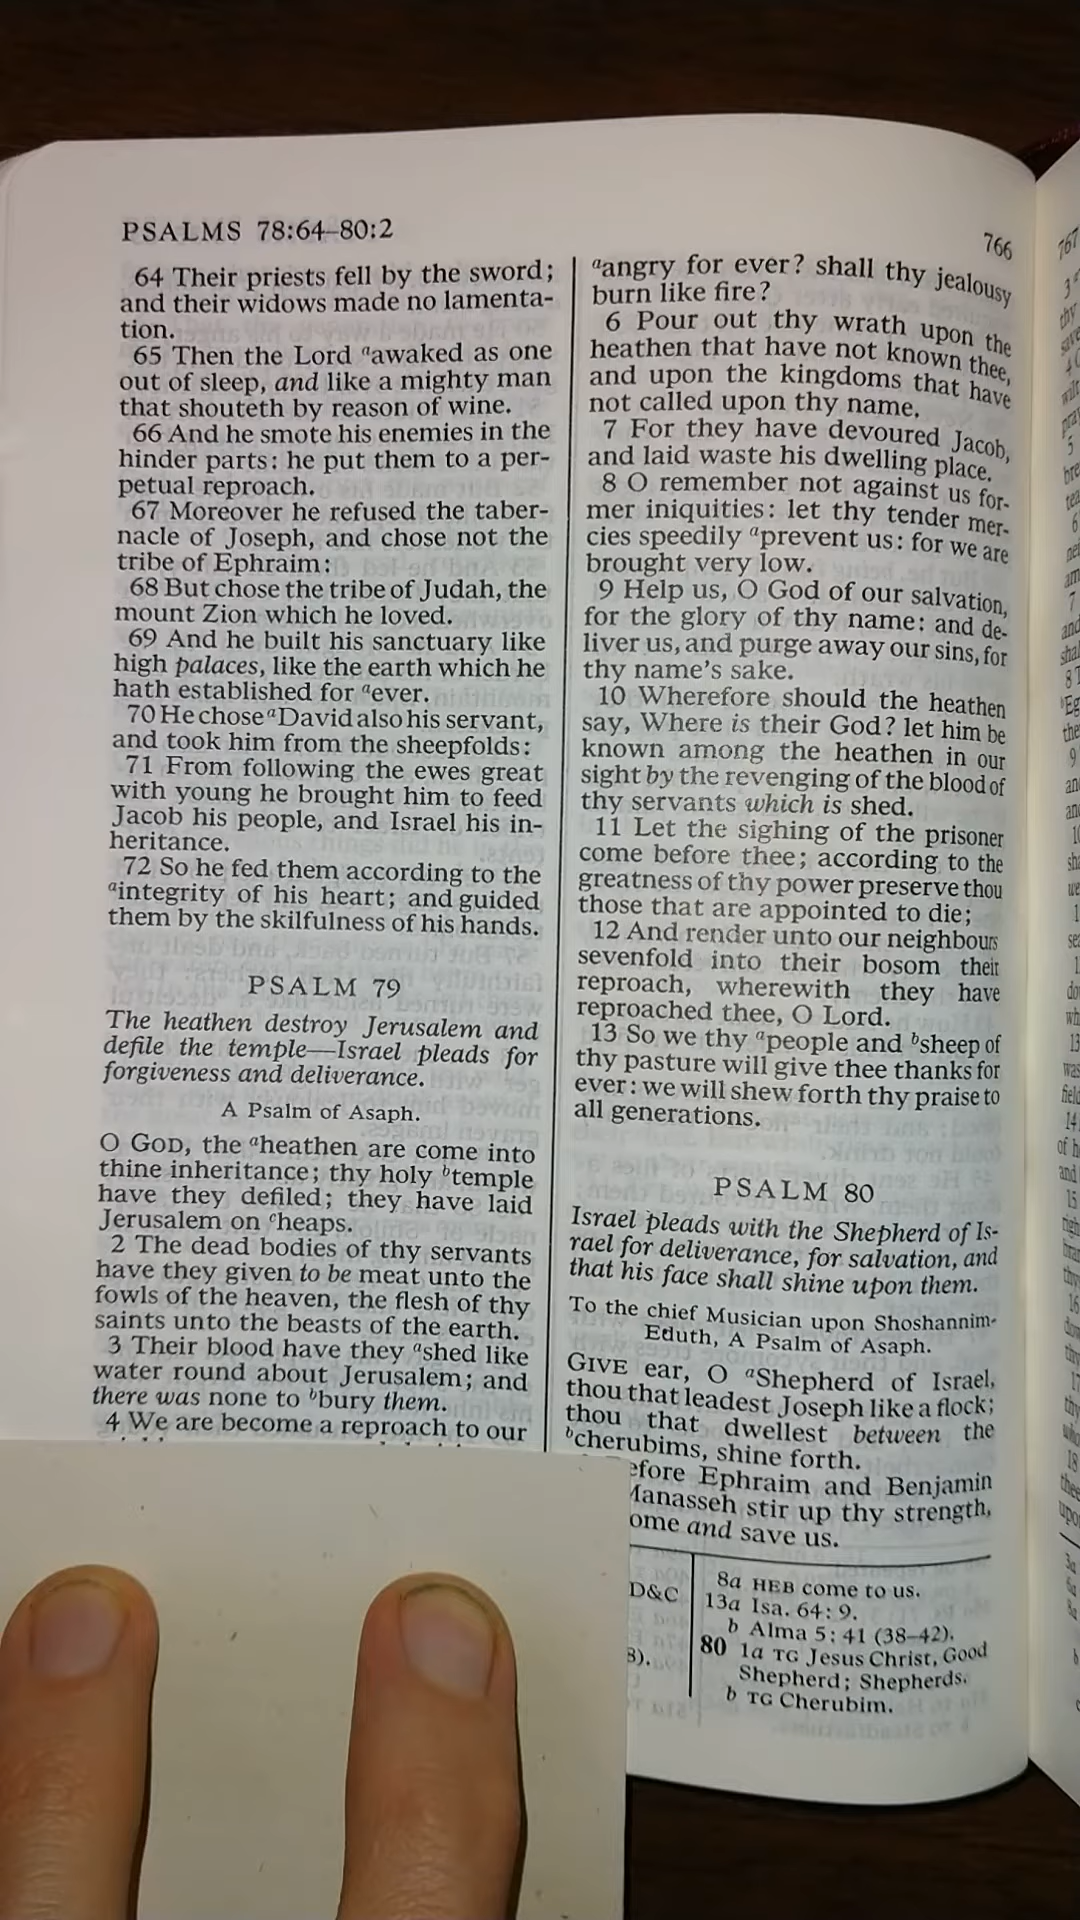 PSALMS 78:64–80:2
766
64 Their priests fell by the sword;
and their widows made no lamenta-
tion.
65 Then the Lord ᵃawaked as one
out of sleep, and like a mighty man
that shouteth by reason of wine.
66 And he smote his enemies in the
hinder parts: he put them to a per-
petual reproach.
67 Moreover he refused the taber-
nacle of Joseph, and chose not the
tribe of Ephraim:
68 But chose the tribe of Judah, the
mount Zion which he loved.
69 And he built his sanctuary like
high palaces, like the earth which he
hath established for ᵃever.
70 He chose ᵃDavid also his servant,
and took him from the sheepfolds:
71 From following the ewes great
with young he brought him to feed
Jacob his people, and Israel his in-
heritance.
72 So he fed them according to the
ᵃintegrity of his heart; and guided
them by the skilfulness of his hands.
PSALM 79
The heathen destroy Jerusalem and
defile the temple—Israel pleads for
forgiveness and deliverance.
A Psalm of Asaph.
O GOD, the ᵃheathen are come into
thine inheritance; thy holy ᵇtemple
have they defiled; they have laid
Jerusalem on ᶜheaps.
2 The dead bodies of thy servants
have they given to be meat unto the
fowls of the heaven, the flesh of thy
saints unto the beasts of the earth.
3 Their blood have they ᵃshed like
water round about Jerusalem; and
there was none to ᵇbury them.
4 We are become a reproach to our
ᵃangry for ever? shall thy jealousy
burn like fire?
6 Pour out thy wrath upon the
heathen that have not known thee,
and upon the kingdoms that have
not called upon thy name.
7 For they have devoured Jacob,
and laid waste his dwelling place.
8 O remember not against us for-
mer iniquities: let thy tender mer-
cies speedily ᵃprevent us: for we are
brought very low.
9 Help us, O God of our salvation,
for the glory of thy name: and de-
liver us, and purge away our sins, for
thy name's sake.
10 Wherefore should the heathen
say, Where is their God? let him be
known among the heathen in our
sight by the revenging of the blood of
thy servants which is shed.
11 Let the sighing of the prisoner
come before thee; according to the
greatness of thy power preserve thou
those that are appointed to die;
12 And render unto our neighbours
sevenfold into their bosom their
reproach, wherewith they have
reproached thee, O Lord.
13 So we thy ᵃpeople and ᵇsheep of
thy pasture will give thee thanks for
ever: we will shew forth thy praise to
all generations.
PSALM 80
Israel pleads with the Shepherd of Is-
rael for deliverance, for salvation, and
that his face shall shine upon them.
To the chief Musician upon Shoshannim-
Eduth, A Psalm of Asaph.
GIVE ear, O ᵃShepherd of Israel,
thou that leadest Joseph like a flock;
thou that dwellest between the
ᵇcherubims, shine forth.
efore Ephraim and Benjamin
Manasseh stir up thy strength,
ome and save us.
D&C
8a HEB come to us.
13a Isa. 64: 9.
b Alma 5: 41 (38–42).
80 1a TG Jesus Christ, Good
Shepherd; Shepherds.
b TG Cherubim.